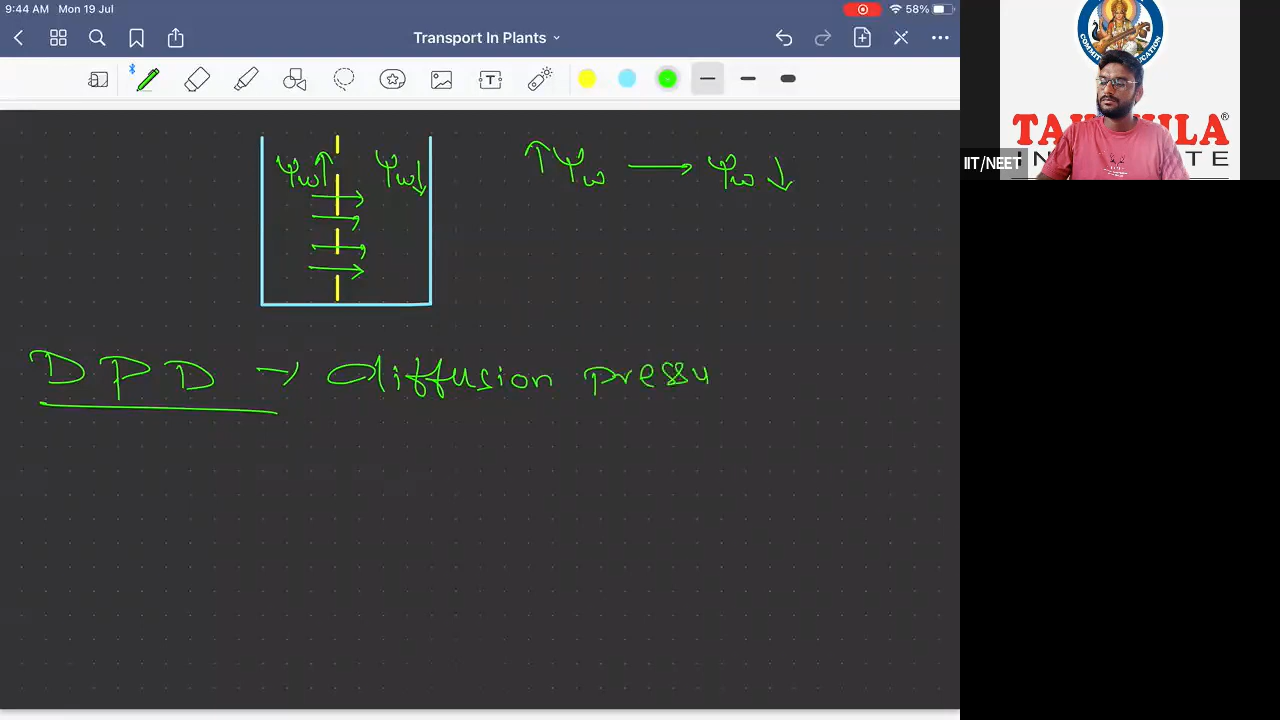 9:44 AM Mon 19 Jul
58%
Transport In Plants
T
ψw↑ ψw↓
↑ψw → ψw↓
DPD → diffusion pressu
IIT/NEET